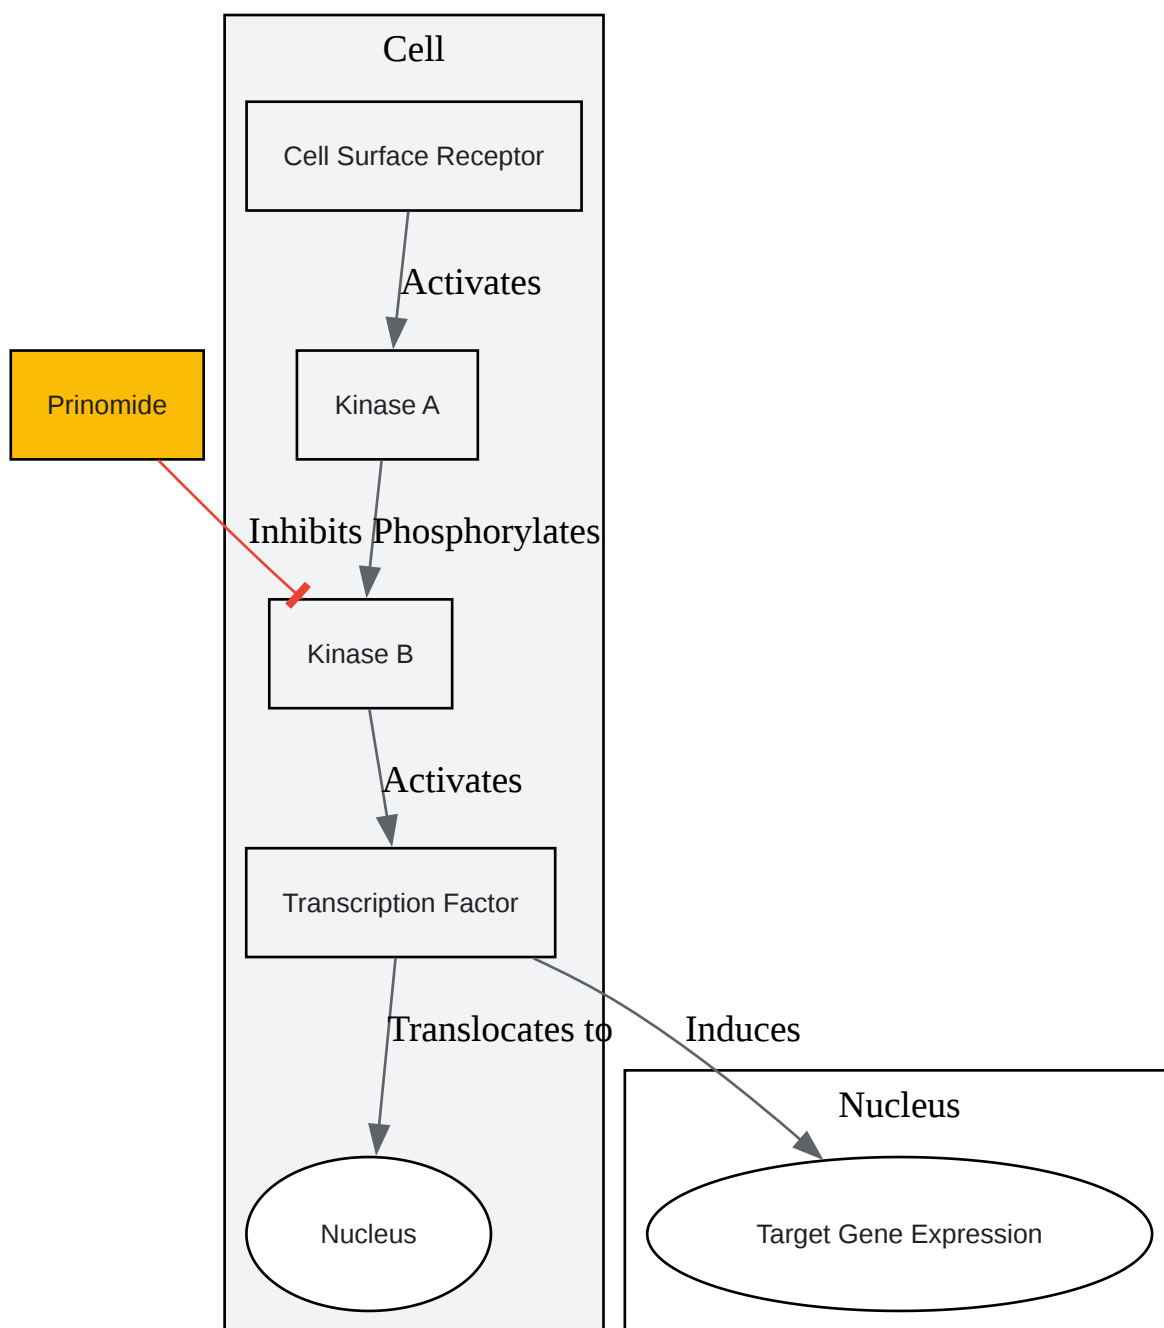 Cell
Cell Surface Receptor
Activates
Prinomide
Kinase A
Inhibits
Phosphorylates
Kinase B
Activates
Transcription Factor
Translocates to
Induces
Nucleus
Nucleus
Target Gene Expression